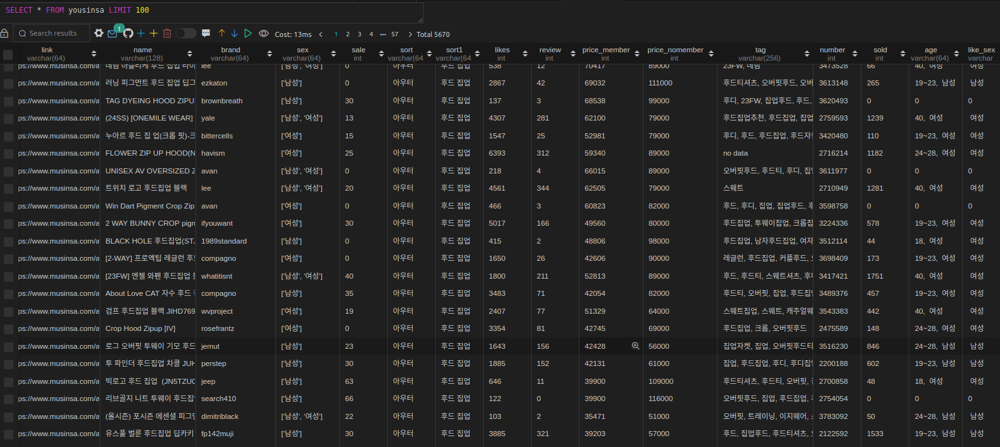 SELECT * FROM yousinsa LIMIT 100
Search results 1 Cost: 13ms < 1 2 3 4 ··· 57 > Total 5670
link name brand sex sale sort sort1 likes review price_member price_nomember tag number sold age like_sex
varchar(64) varchar(128) varchar(64) varchar(64) int varchar(64 varchar(64 int int int int varchar(256) int int varchar(64) varchar
ps://www.musinsa.com/a lee ['남성', '여성'] 0 아우터 후드 집업 538 12 70417 89000 23FW, 데님 3473528 66 40, 여성 여성
ps://www.musinsa.com/a 러닝 피그먼트 후드 집업 딥그 ezkaton ['남성'] 0 아우터 후드 집업 2867 42 69032 111000 후드티셔츠, 오버핏후드, 오버 3613148 265 19~23, 남성 남성
ps://www.musinsa.com/a TAG DYEING HOOD ZIPU brownbreath ['남성'] 30 아우터 후드 집업 137 3 68538 99000 후디, 23FW, 집업후드, 후드, 3620493 0 0 0
ps://www.musinsa.com/a (24SS) [ONEMILE WEAR] yale ['남성', '여성'] 13 아우터 후드 집업 4307 281 62100 79000 후드집업추천, 후드집업, 집업 2759593 1239 40, 여성 여성
ps://www.musinsa.com/a 누아르 후드 집 업(크롭 핏)-크 bittercells ['여성'] 15 아우터 후드 집업 1547 25 52981 79000 후디, 후드, 후드집업, 후드자켓 3420480 110 19~23, 여성 여성
ps://www.musinsa.com/a FLOWER ZIP UP HOOD(N havism ['여성'] 25 아우터 후드 집업 6393 312 59340 89000 no data 2716214 1182 24~28, 여성 여성
ps://www.musinsa.com/a UNISEX AV OVERSIZED Z avan ['남성', '여성'] 0 아우터 후드 집업 218 4 66015 89000 오버핏후드, 후드티, 후디, 집업 3611977 0 0 0
ps://www.musinsa.com/a 트위치 로고 후드집업 블랙 lee ['남성', '여성'] 20 아우터 후드 집업 4561 344 62505 79000 스웨트 2710949 1281 40, 여성 여성
ps://www.musinsa.com/a Win Dart Pigment Crop Zip avan ['여성'] 0 아우터 후드 집업 466 3 60823 82000 후드, 후디, 집업, 집업후드, 3598758 0 0 0
ps://www.musinsa.com/a 2 WAY BUNNY CROP pigm ifyouwant ['여성'] 30 아우터 후드 집업 5017 166 49560 80000 후드집업, 투웨이집업, 크롭집 3224336 578 19~23, 여성 여성
ps://www.musinsa.com/a BLACK HOLE 후드집업(ST 1989standard ['남성'] 0 아우터 후드 집업 415 2 48806 98000 후드집업, 남자후드집업, 여자 3512114 44 18, 여성 여성
ps://www.musinsa.com/a [2-WAY] 프로엑팁 레글런 후드 compagno ['여성'] 0 아우터 후드 집업 1650 26 42606 90000 레글런, 후드집업, 커플후드, 3698409 173 19~23, 여성 여성
ps://www.musinsa.com/a [23FW] 엔젤 와펜 후드집업 whatitisnt ['남성', '여성'] 40 아우터 후드 집업 1800 211 52813 89000 후드, 후드티, 스웨트셔츠, 후디 3417421 1751 40, 여성 여성
ps://www.musinsa.com/a About Love CAT 자수 후드 compagno ['남성'] 35 아우터 후드 집업 3483 71 42054 82000 후드티, 오버핏, 집업, 후드집업 3489376 457 19~23, 여성 여성
ps://www.musinsa.com/a 검프 후드집업 블랙 JIHD769 wvproject ['여성'] 19 아우터 후드 집업 2407 77 51329 64000 스웨트집업, 스웨트, 캐주얼웨 3543383 442 40, 여성 여성
ps://www.musinsa.com/a Crop Hood Zipup [IV] rosefrantz ['여성'] 0 아우터 후드 집업 3354 81 42745 69000 후드집업, 크롭, 오버핏후드 2475589 148 24~28, 여성 여성
ps://www.musinsa.com/a 로그 오버핏 투웨이 기모 후드 jemut ['남성'] 23 아우터 후드 집업 1643 156 42428 56000 집업자켓, 집업, 오버핏후드티 3516230 846 24~28, 남성 남성
ps://www.musinsa.com/a 투 파인더 후드집업 차콜 JUH perstep ['남성'] 30 아우터 후드 집업 1885 152 42131 61000 집업, 후드집업, 후디, 후디집업 2200188 602 19~23, 남성 남성
ps://www.musinsa.com/a 빅로고 후드 집업 (JN5TZU0 jeep ['남성'] 63 아우터 후드 집업 646 11 39900 109000 후드티셔츠, 후드티, 오버핏, 2700858 48 18, 여성 여성
ps://www.musinsa.com/a 리브골지 니트 투웨이 후드집 search410 ['남성'] 66 아우터 후드 집업 122 0 39900 116000 오버핏후드, 집업, 후드집업, 2754054 0 0 0
ps://www.musinsa.com/a (올시즌) 포시즌 에센셜 피그먼 dimitriblack ['남성', '여성'] 22 아우터 후드 집업 103 2 35471 51000 오버핏, 트레이닝, 이지웨어, 3783092 50 24~28, 남성 남성
ps://www.musinsa.com/a 유스풀 벌룬 후드집업 딥카키 fp142muji ['남성'] 30 아우터 후드 집업 3885 321 39203 57000 후드, 집업후드, 후드티셔츠, 2122592 1533 19~23, 남성 남성